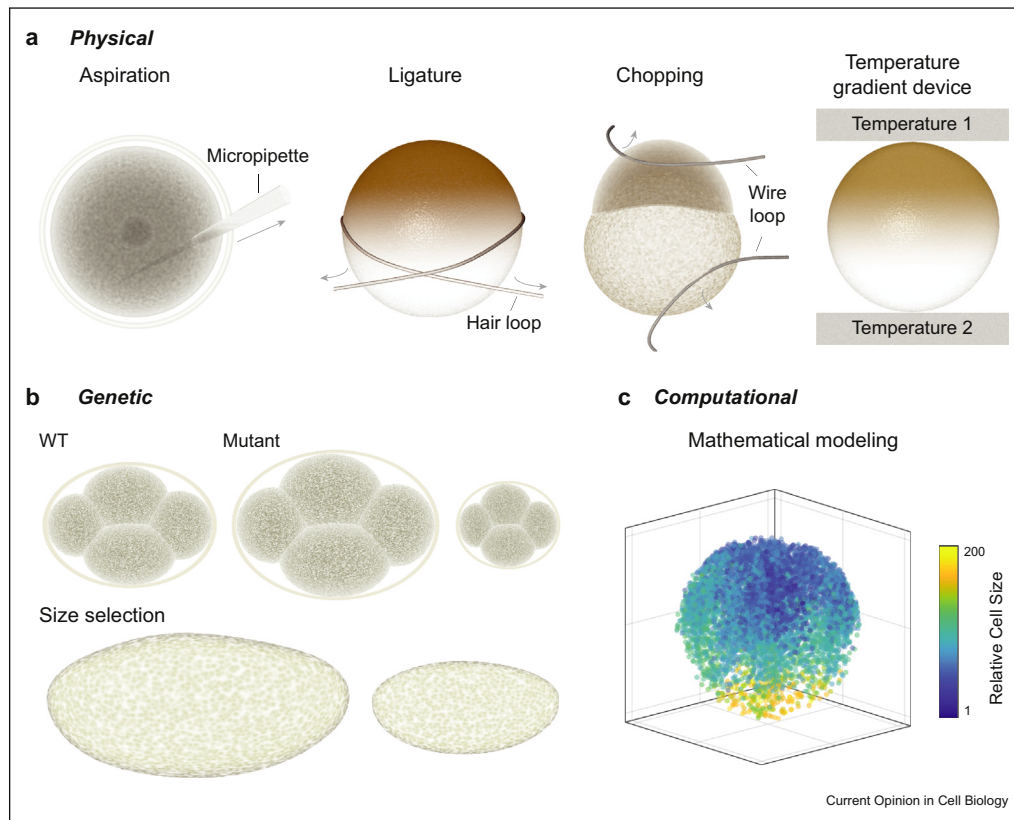 a Physical
Aspiration
Ligature
Chopping
Temperature
gradient device
Micropipette
Hair loop
Wire
loop
Temperature 1
Temperature 2
b Genetic
WT
Mutant
Size selection
c Computational
Mathematical modeling
200
Relative Cell Size
1
Current Opinion in Cell Biology